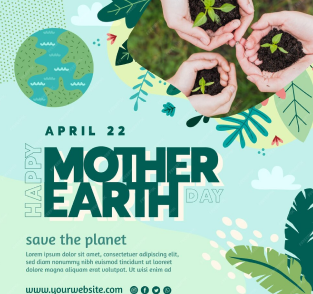 APRIL 22
HAPPY
MOTHER
EARTH
DAY
save the planet
Lorem ipsum dolor sit amet, consectetuer adipiscing elit,
sed diam nonummy nibh euismod tincidunt ut laoreet
dolore magna aliquam erat volutpat. Ut wisi enim ad
www.yourwebsite.com